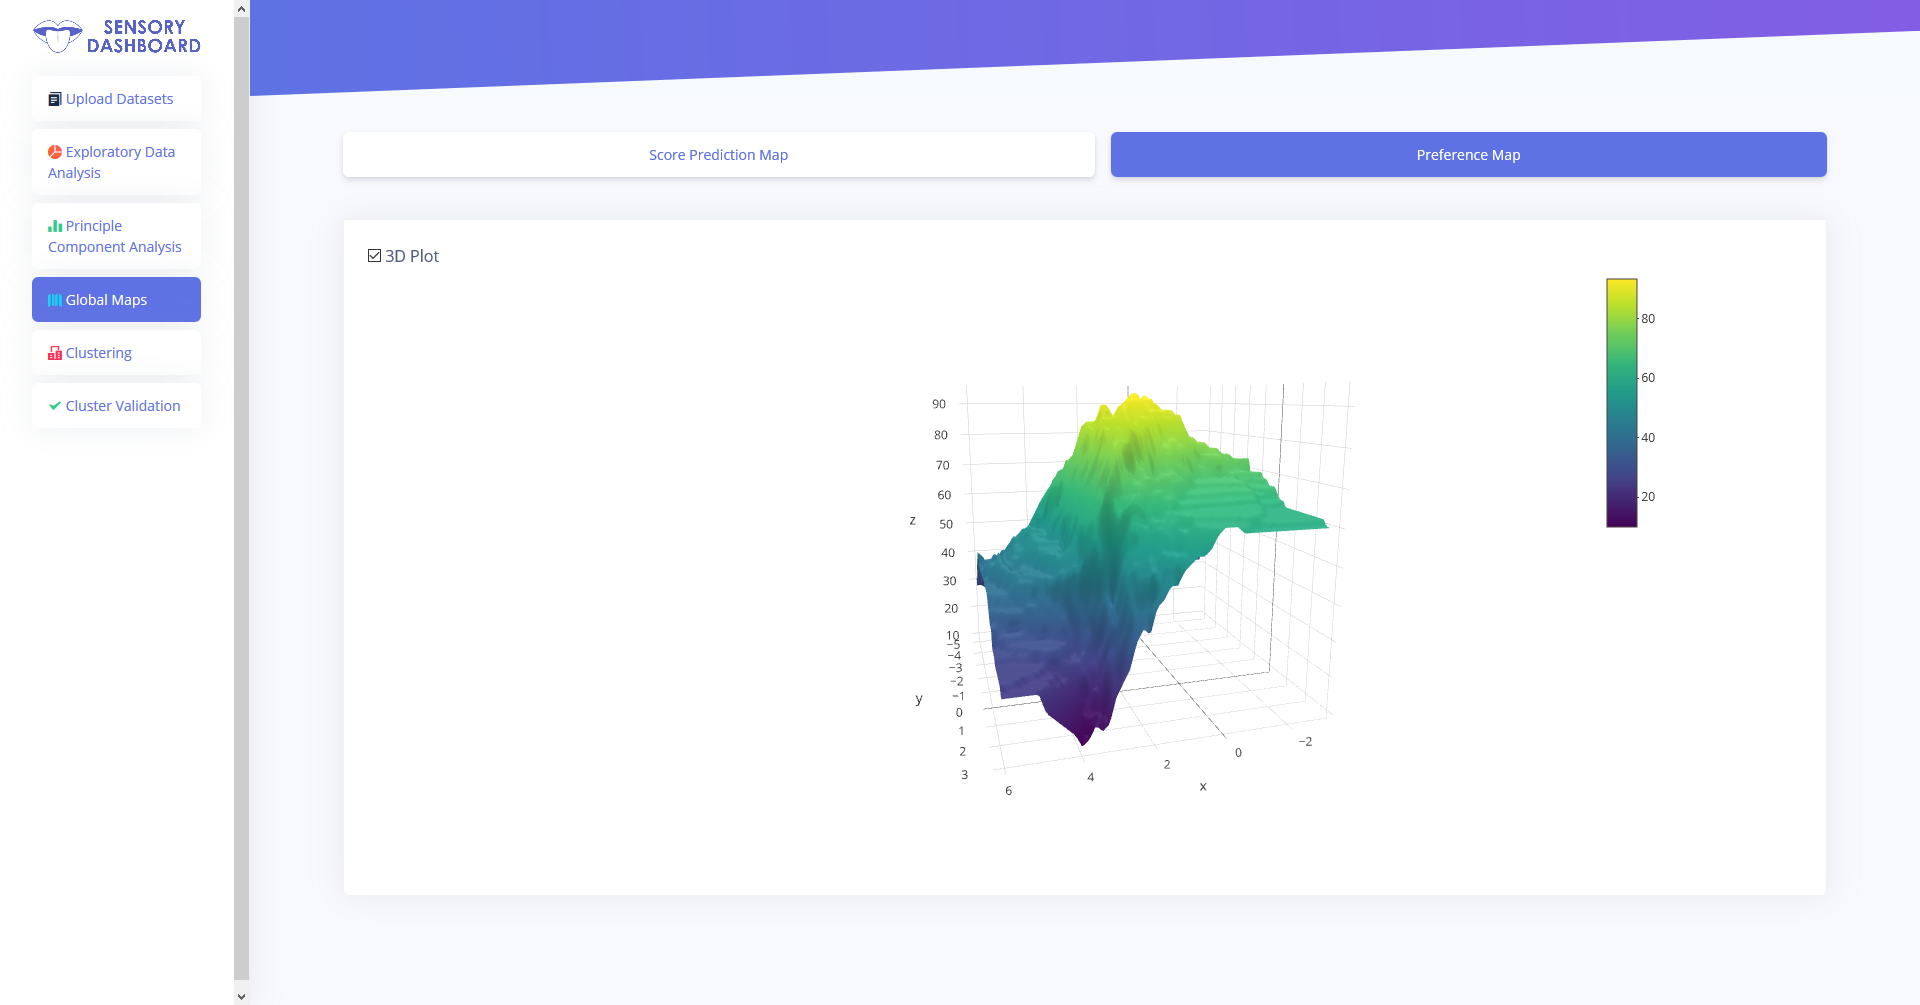 SENSORY
DASHBOARD
Upload Datasets
Exploratory Data
Analysis
Principle
Component Analysis
Global Maps
Clustering
Cluster Validation
Score Prediction Map
Preference Map
3D Plot
80
60
40
20
90
80
70
60
50
40
30
20
10
z
−5
−4
−3
−2
−1
0
1
2
3
y
6
4
2
0
−2
x